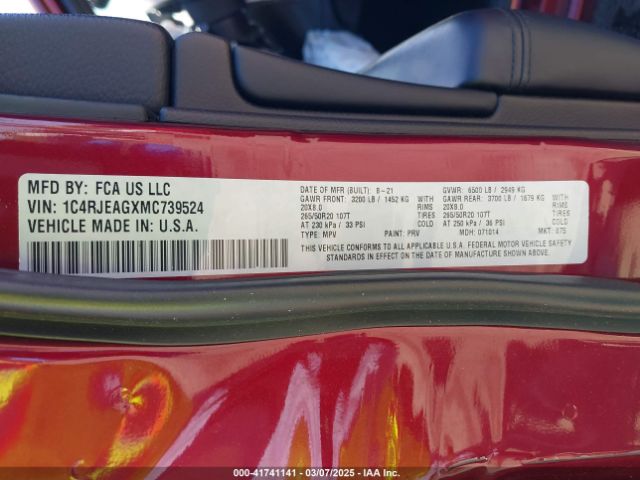 MFD BY: FCA US LLC
VIN: 1C4RJEAGXMC739524
VEHICLE MADE IN: U.S.A.
DATE OF MFR (BUILT): 8-21 GVWR: 6500 LB / 2949 KG
GAWR FRONT: 3200 LB / 1452 KG WITH GAWR REAR: 3700 LB / 1679 KG WITH
20X8.0 RIMS 20X8.0 RIMS
265/50R20 107T TIRES 265/50R20 107T TIRES
AT 230 kPa / 33 PSI COLD AT 250 kPa / 36 PSI COLD
TYPE: MPV PAINT: PRV MDH: 071014 MKT: 075
THIS VEHICLE CONFORMS TO ALL APPLICABLE U.S.A. FEDERAL MOTOR VEHICLE SAFETY
STANDARDS IN EFFECT ON THE DATE OF MANUFACTURE SHOWN ABOVE.
000-41741141 - 03/07/2025 - IAA Inc.